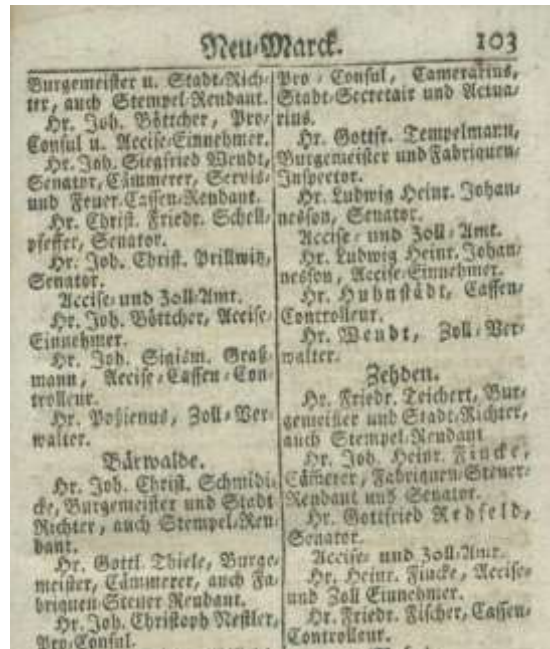 Neu-Marck. 103
Burgemeister u. Stadt-Rich-
ter, auch Stempel-Rendant.
Hr. Joh. Böttcher, Pro-
Consul u. Accise-Einnehmer.
Hr. Joh. Siegfried Wendt,
Senator, Cämmerer, Servis-
und Feuer-Cassen-Rendant.
Hr. Christ. Friedr. Schell-
pfeffer, Senator.
Hr. Joh. Christ. Brillwitz,
Senator.
Accise- und Zoll-Amt.
Hr. Joh. Böttcher, Accise-
Einnehmer.
Hr. Joh. Sigism. Graß-
mann, Accise-Cassen-Con-
trolleur.
Hr. Poßienus, Zoll-Ver-
walter.
Bärwalde.
Hr. Joh. Christ. Schmidi-
cke, Burgemeister und Stadt
Richter, auch Stempel-Ren-
dant.
Hr. Gottl. Thiele, Burge-
meister, Cämmerer, auch Fa-
briquen Steuer Rendant.
Hr. Joh. Christoph Nestler,
Pro-Consul.
Pro-Consul, Camerarius,
Stadt-Secretair und Actua-
rius.
Hr. Gottfr. Tempelmann,
Burgemeister und Fabriquen-
Inspector.
Hr. Ludwig Heinr. Johan-
nesson, Senator.
Accise- und Zoll-Amt.
Hr. Ludwig Heinr. Johan-
nesson, Accise-Einnehmer.
Hr. Huhnstädt, Cassen-
Controlleur.
Hr. Wendt, Zoll-Ver-
walter.
Zehden.
Hr. Friedr. Teichert, Bur-
gemeister und Stadt-Richter,
auch Stempel-Rendant
Hr. Joh. Heinr. Fincke,
Cäm̄erer, Fabriquen-Steuer-
Rendant und Senator.
Hr. Gottfried Redfeld,
Senator.
Accise- und Zoll-Amt.
Hr. Heinr. Fincke, Accise-
und Zoll Einnehmer.
Hr. Friedr. Fischer, Cassen-
Controlleur.